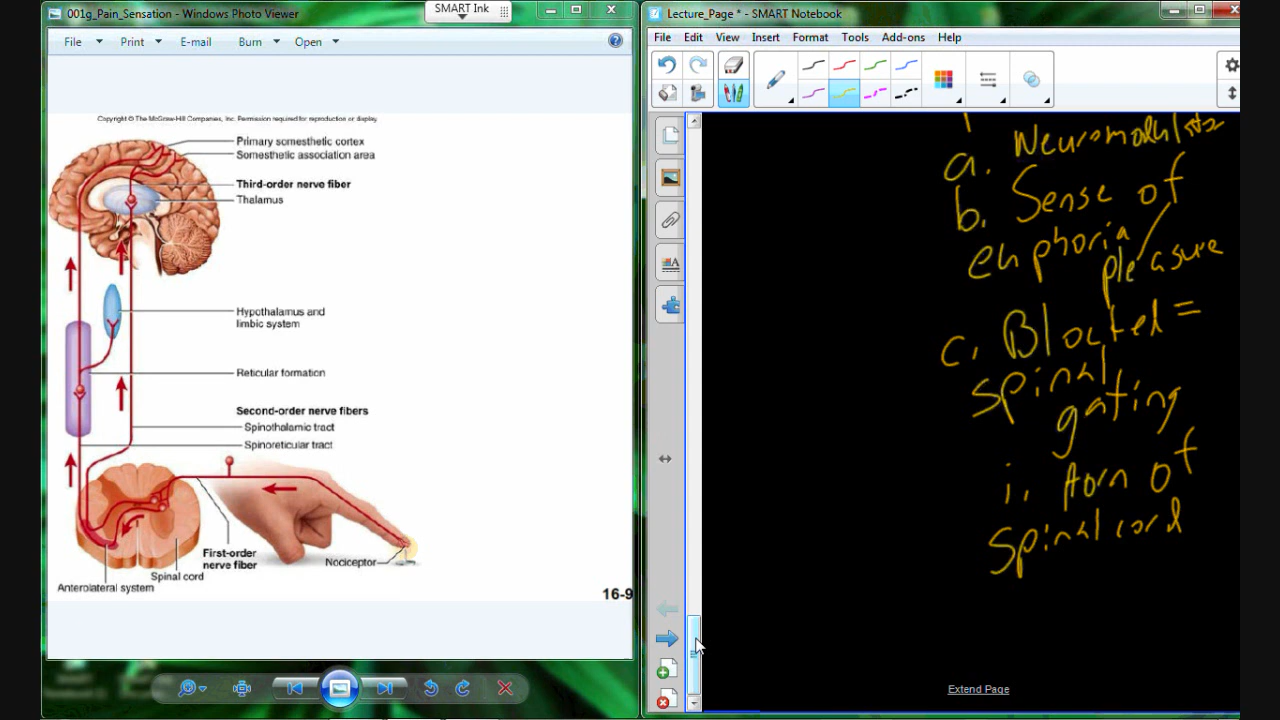 001g_Pain_Sensation - Windows Photo Viewer
SMART Ink
File Print E-mail Burn Open
Copyright © The McGraw-Hill Companies, Inc. Permission required for reproduction or display.
Primary somesthetic cortex
Somesthetic association area
Third-order nerve fiber
Thalamus
Hypothalamus and
limbic system
Reticular formation
Second-order nerve fibers
Spinothalamic tract
Spinoreticular tract
First-order
nerve fiber
Nociceptor
Spinal cord
Anterolateral system
16-9
Lecture_Page * - SMART Notebook
File Edit View Insert Format Tools Add-ons Help
a. Neuromodulators
b. Sense of
euphoria/
pleasure
c. Blocked =
spinal
gating
i. Horn of
spinal cord
Extend Page